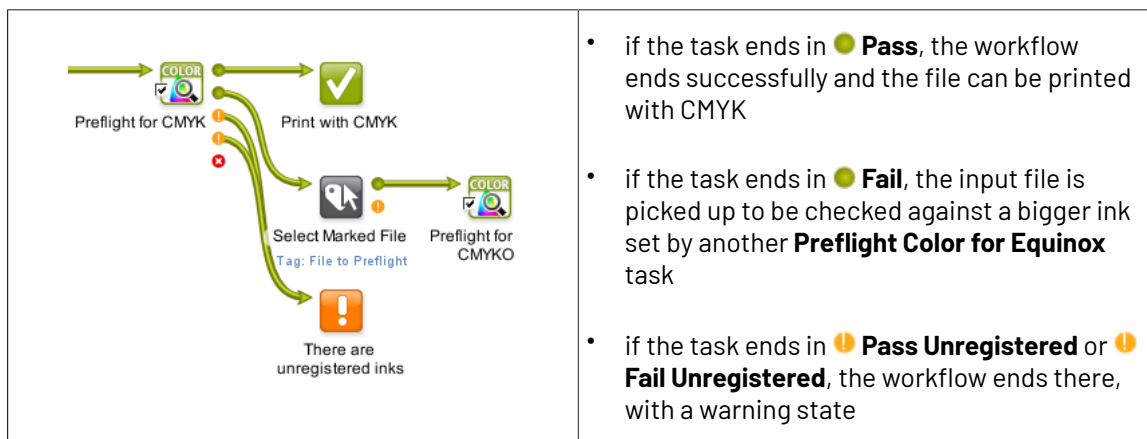 COLOR
Preflight for CMYK
Print with CMYK
COLOR
Select Marked File
Tag: File to Preflight
Preflight for
CMYKO
There are
unregistered inks
• if the task ends in Pass, the workflow
ends successfully and the file can be printed
with CMYK
• if the task ends in Fail, the input file is
picked up to be checked against a bigger ink
set by another Preflight Color for Equinox
task
• if the task ends in Pass Unregistered or
Fail Unregistered, the workflow ends there,
with a warning state